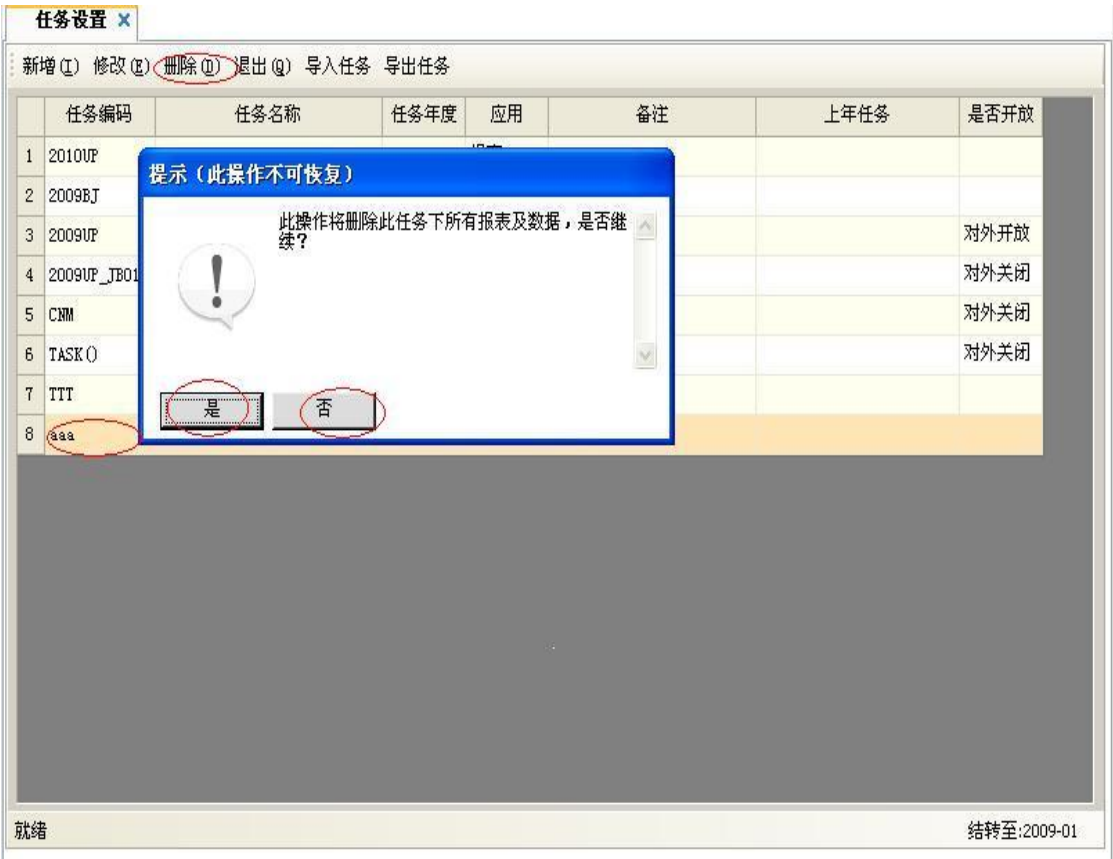 任务设置
新增(I) 修改(E) 删除(D) 退出(Q) 导入任务 导出任务
任务编码 任务名称 任务年度 应用 备注 上年任务 是否开放
1 2010UP
2 2009BJ
3 2009UP 对外开放
4 2009UP_JB01 对外关闭
5 CNM 对外关闭
6 TASK() 对外关闭
7 TTT
8 aaa
提示(此操作不可恢复)
此操作将删除此任务下所有报表及数据,是否继
续?
是 否
就绪 结转至:2009-01